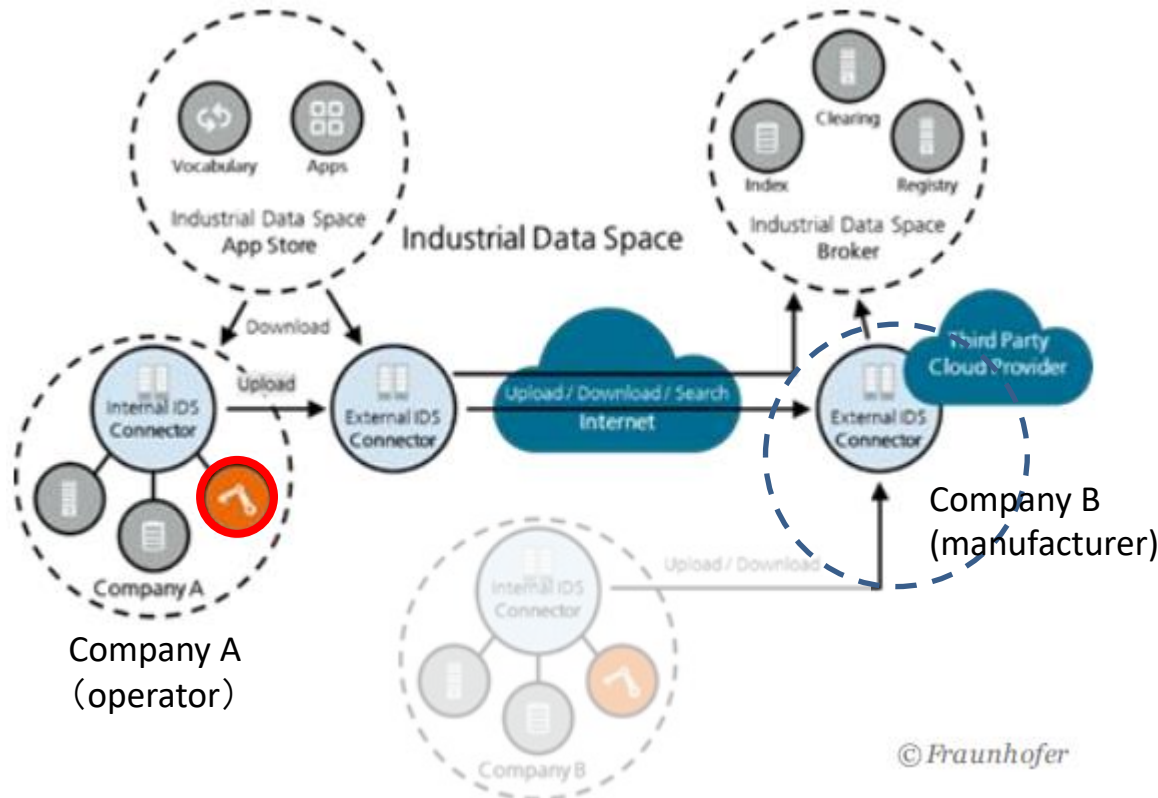 Clearing
Vocabulary
Apps
Index
Registry
Industrial Data Space
App Store
Industrial Data Space
Industrial Data Space
Broker
Download
Third Party
Cloud Provider
Internal IDS
Connector
Upload
External IDS
Connector
Upload / Download / Search
Internet
External IDS
Connector
Company A
Company B
(manufacturer)
Upload / Download
Internal IDS
Connector
Company A
（operator）
Company B
© Fraunhofer